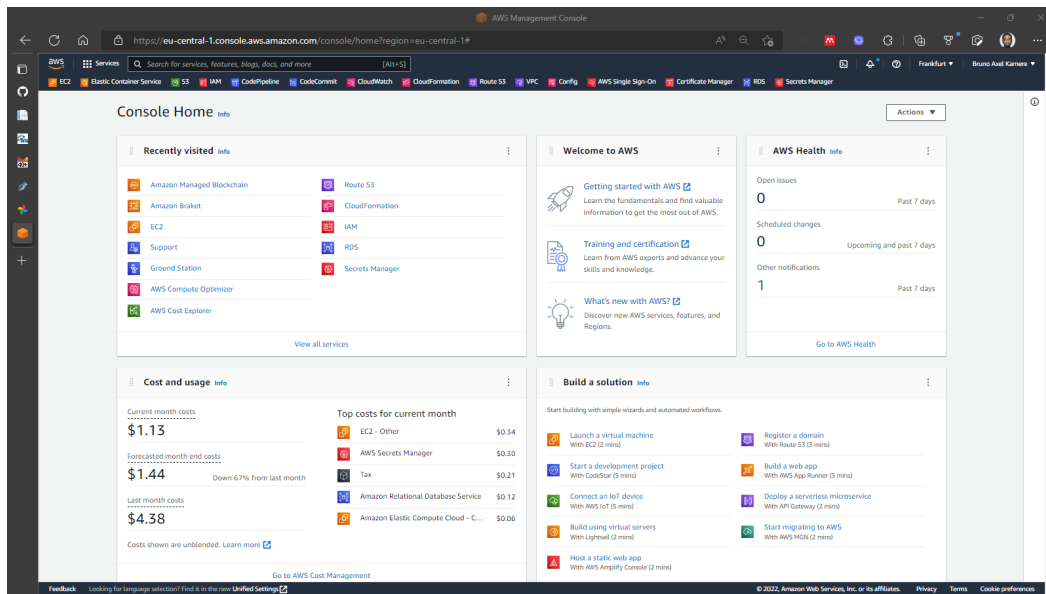 AWS Management Console
https://eu-central-1.console.aws.amazon.com/console/home?region=eu-central-1#
aws
Services
Search for services, features, blogs, docs, and more
[Alt+S]
Frankfurt
Bruno Axel Kamere
EC2
Elastic Container Service
S3
IAM
CodePipeline
CodeCommit
CloudWatch
CloudFormation
Route 53
VPC
Config
AWS Single Sign-On
Certificate Manager
RDS
Secrets Manager
Console Home Info
Actions
Recently visited Info
Amazon Managed Blockchain
Amazon Braket
EC2
Support
Ground Station
AWS Compute Optimizer
AWS Cost Explorer
Route 53
CloudFormation
IAM
RDS
Secrets Manager
View all services
Welcome to AWS
Getting started with AWS
Learn the fundamentals and find valuable
information to get the most out of AWS.
Training and certification
Learn from AWS experts and advance your
skills and knowledge.
What's new with AWS?
Discover new AWS services, features, and
Regions.
AWS Health Info
Open issues
0
Past 7 days
Scheduled changes
0
Upcoming and past 7 days
Other notifications
1
Past 7 days
Go to AWS Health
Cost and usage Info
Current month costs
$1.13
Forecasted month end costs
$1.44
Down 67% from last month
Last month costs
$4.38
Costs shown are unblended. Learn more
Top costs for current month
EC2 - Other $0.34
AWS Secrets Manager $0.30
Tax $0.21
Amazon Relational Database Service $0.12
Amazon Elastic Compute Cloud - C... $0.06
Go to AWS Cost Management
Build a solution Info
Start building with simple wizards and automated workflows.
Launch a virtual machine
With EC2 (2 mins)
Start a development project
With CodeStar (5 mins)
Connect an IoT device
With AWS IoT (5 mins)
Build using virtual servers
With Lightsail (2 mins)
Host a static web app
With AWS Amplify Console (2 mins)
Register a domain
With Route 53 (3 mins)
Build a web app
With AWS App Runner (5 mins)
Deploy a serverless microservice
With API Gateway (2 mins)
Start migrating to AWS
With AWS MGN (2 mins)
Feedback
Looking for language selection? Find it in the new Unified Settings
© 2022, Amazon Web Services, Inc. or its affiliates.
Privacy
Terms
Cookie preferences